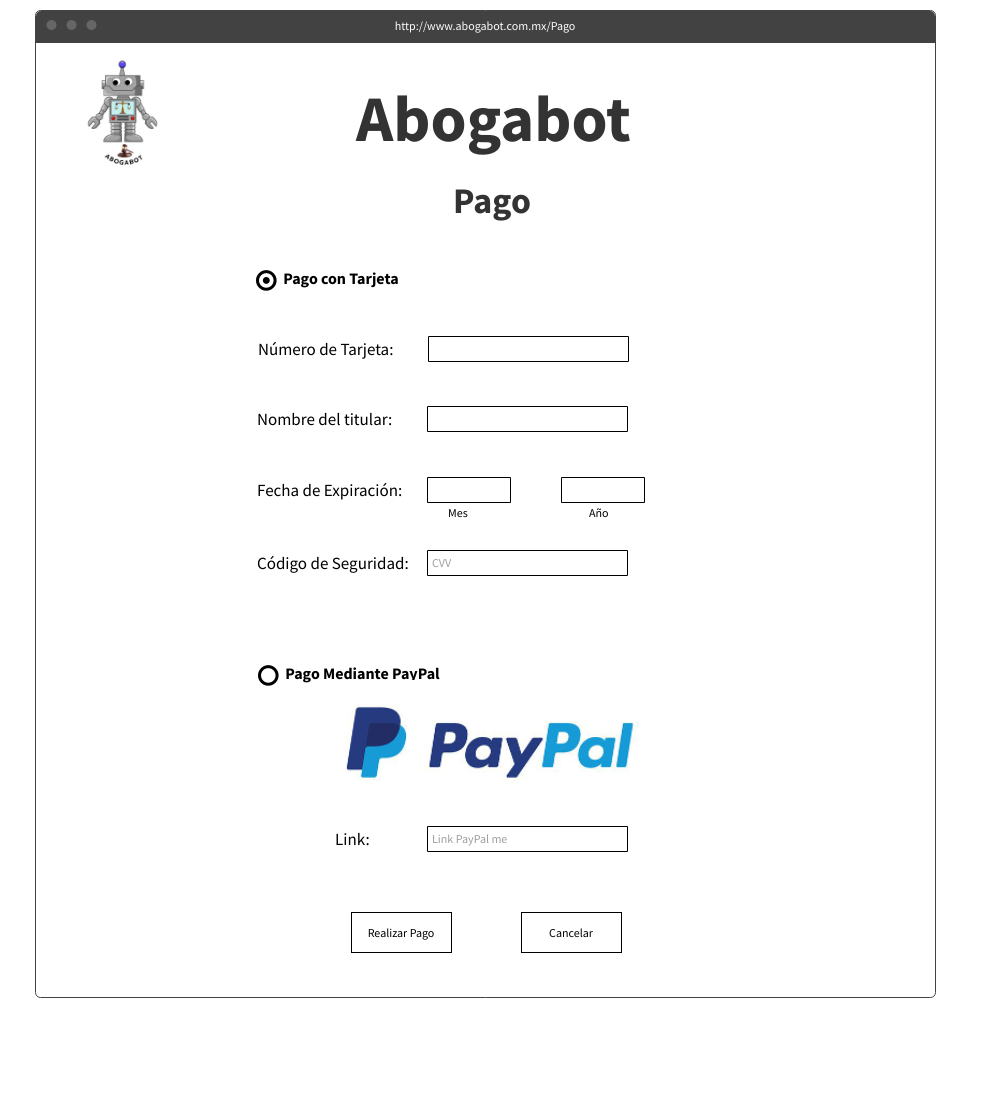 http://www.abogabot.com.mx/Pago
Abogabot
ABOGABOT
Pago
Pago con Tarjeta
Número de Tarjeta:
Nombre del titular:
Fecha de Expiración:
Mes Año
Código de Seguridad: CVV
Pago Mediante PayPal
PayPal
Link: Link PayPal me
Realizar Pago Cancelar